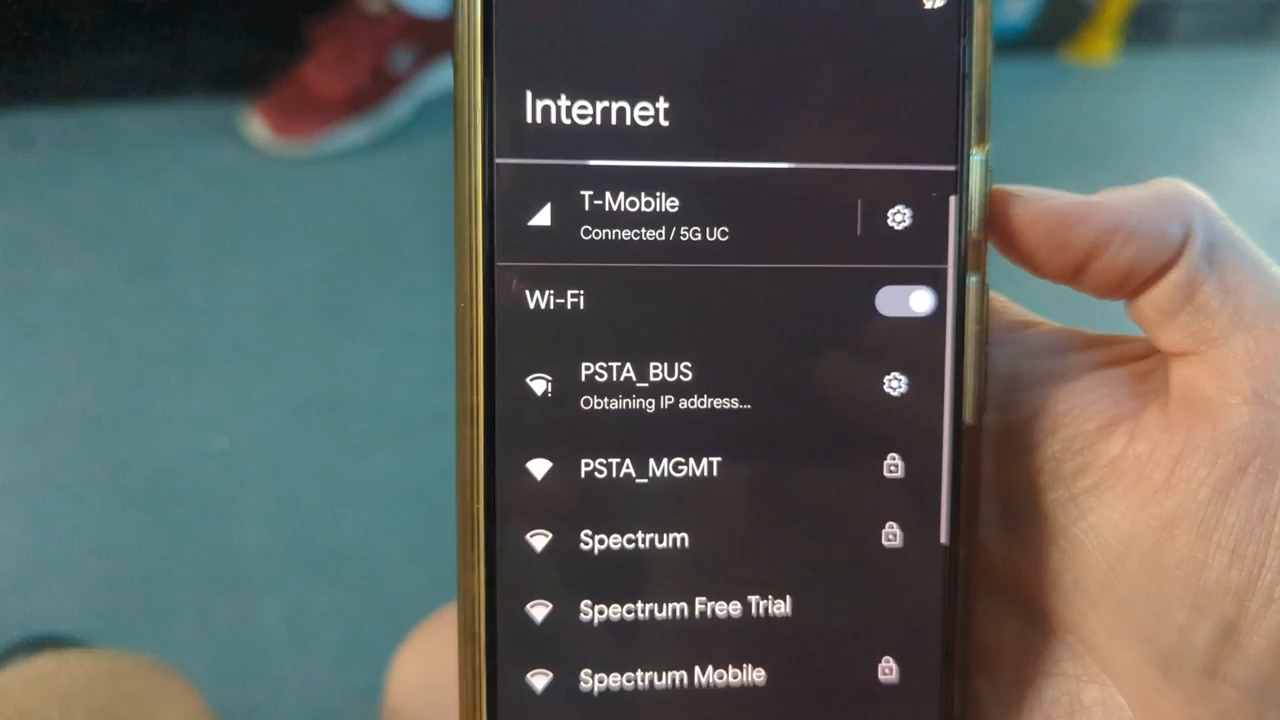 Internet
T-Mobile
Connected / 5G UC
Wi-Fi
PSTA_BUS
Obtaining IP address...
PSTA_MGMT
Spectrum
Spectrum Free Trial
Spectrum Mobile